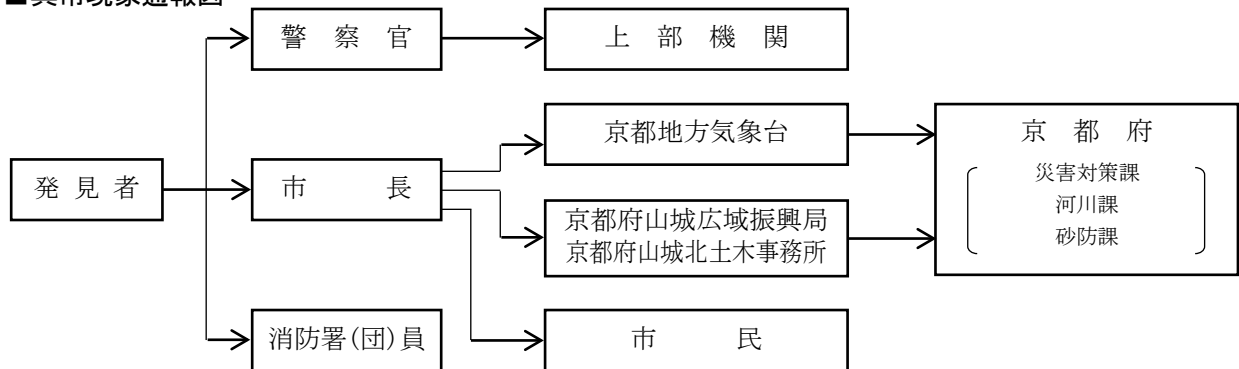 ■異常現象通報図
警察官
上部機関
京都地方気象台
京都府
災害対策課
河川課
砂防課
発見者
市長
京都府山城広域振興局
京都府山城北土木事務所
消防署(団)員
市民